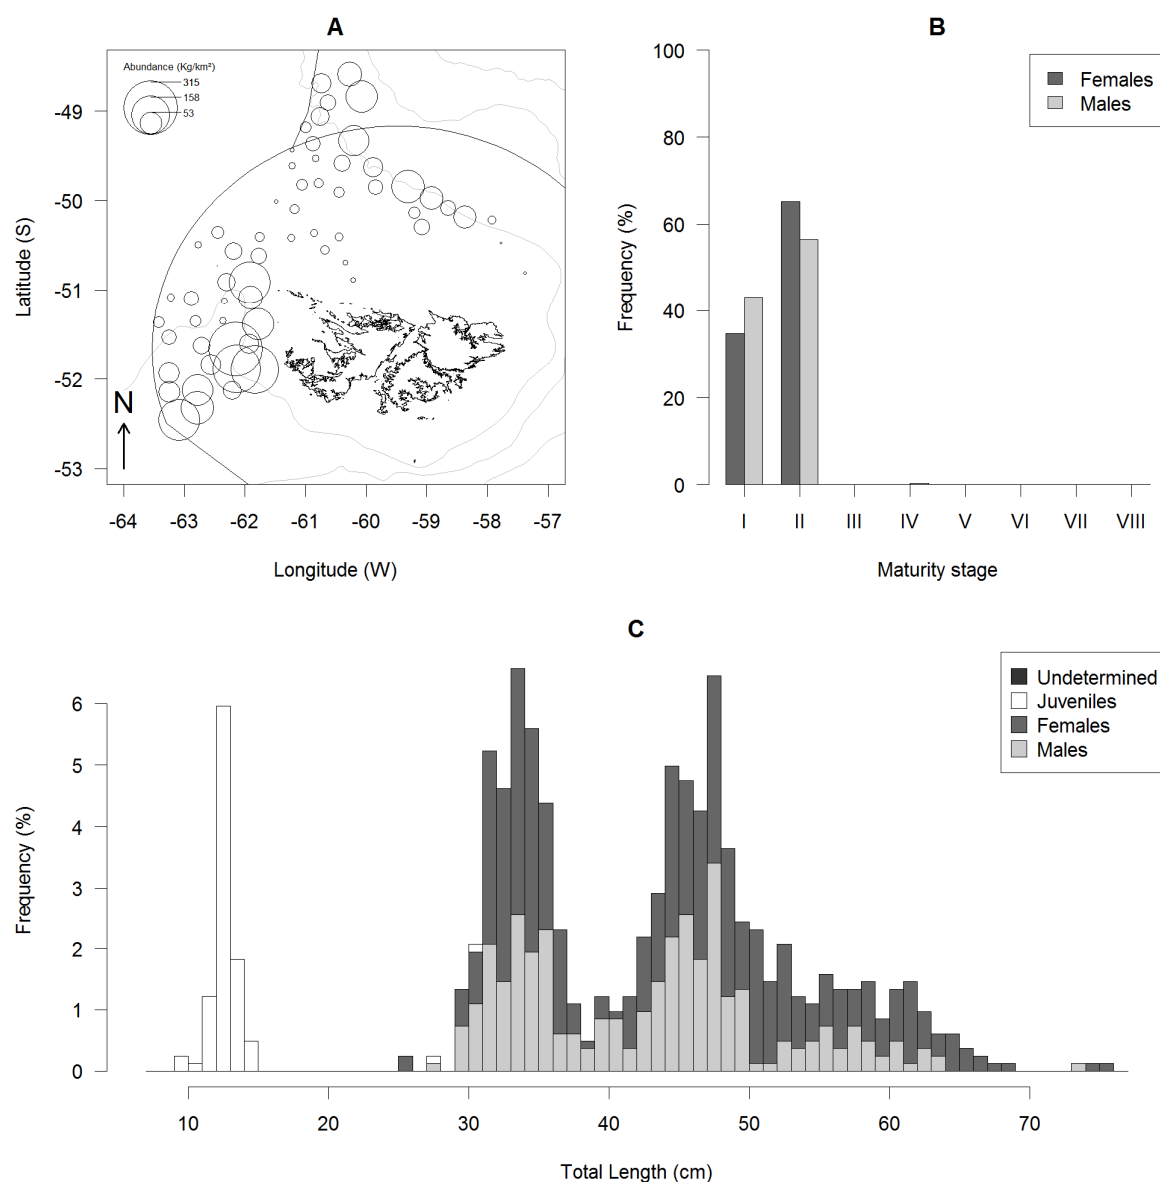 A
Abundance (Kg/km²)
315
158
53
-49
-50
-51
-52
-53
Latitude (S)
N
-64 -63 -62 -61 -60 -59 -58 -57
Longitude (W)
B
Females
Males
100
80
60
40
20
0
Frequency (%)
I II III IV V VI VII VIII
Maturity stage
C
Undetermined
Juveniles
Females
Males
6
5
4
3
2
1
0
Frequency (%)
10 20 30 40 50 60 70
Total Length (cm)